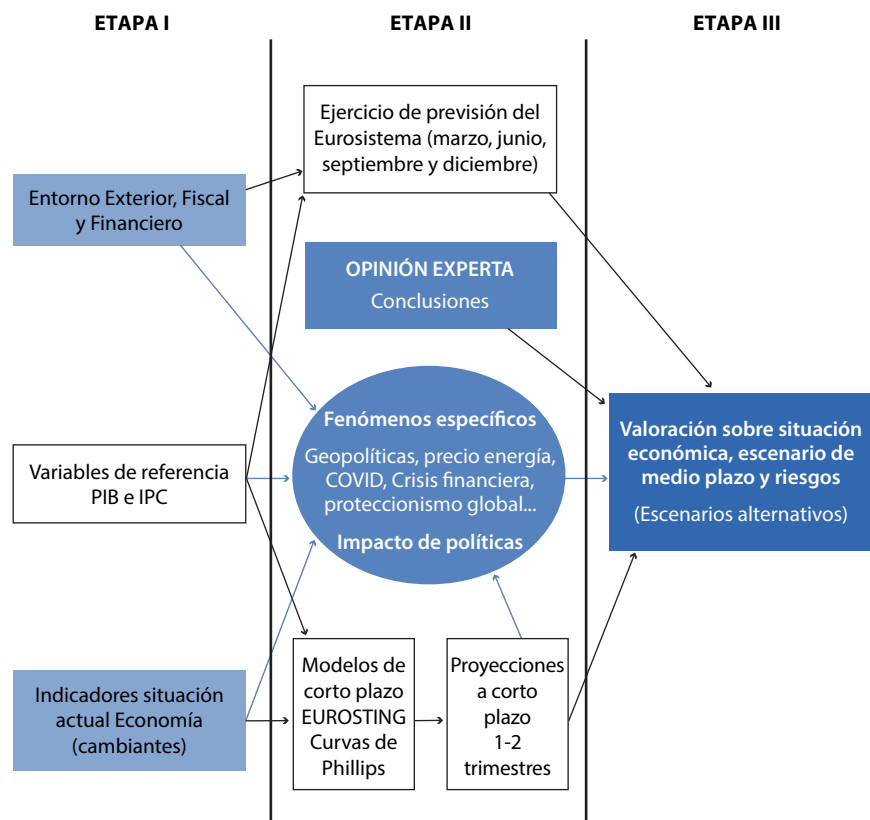 ETAPA I
ETAPA II
ETAPA III
Ejercicio de previsión del
Eurosistema (marzo, junio,
septiembre y diciembre)
Entorno Exterior, Fiscal
y Financiero
OPINIÓN EXPERTA
Conclusiones
Fenómenos específicos
Geopolíticas, precio energía,
COVID, Crisis financiera,
proteccionismo global...
Impacto de políticas
Variables de referencia
PIB e IPC
Valoración sobre situación
económica, escenario de
medio plazo y riesgos
(Escenarios alternativos)
Indicadores situación
actual Economía
(cambiantes)
Modelos de
corto plazo
EUROSTING
Curvas de
Phillips
Proyecciones
a corto
plazo
1-2
trimestres